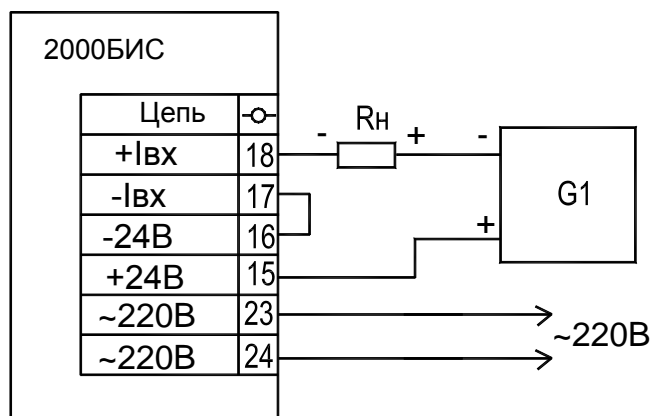 2000БИС
Цепь
+Iвх 18
-Iвх 17
-24В 16
+24В 15
~220В 23
~220В 24
- Rн +
-
G1
+
~220В